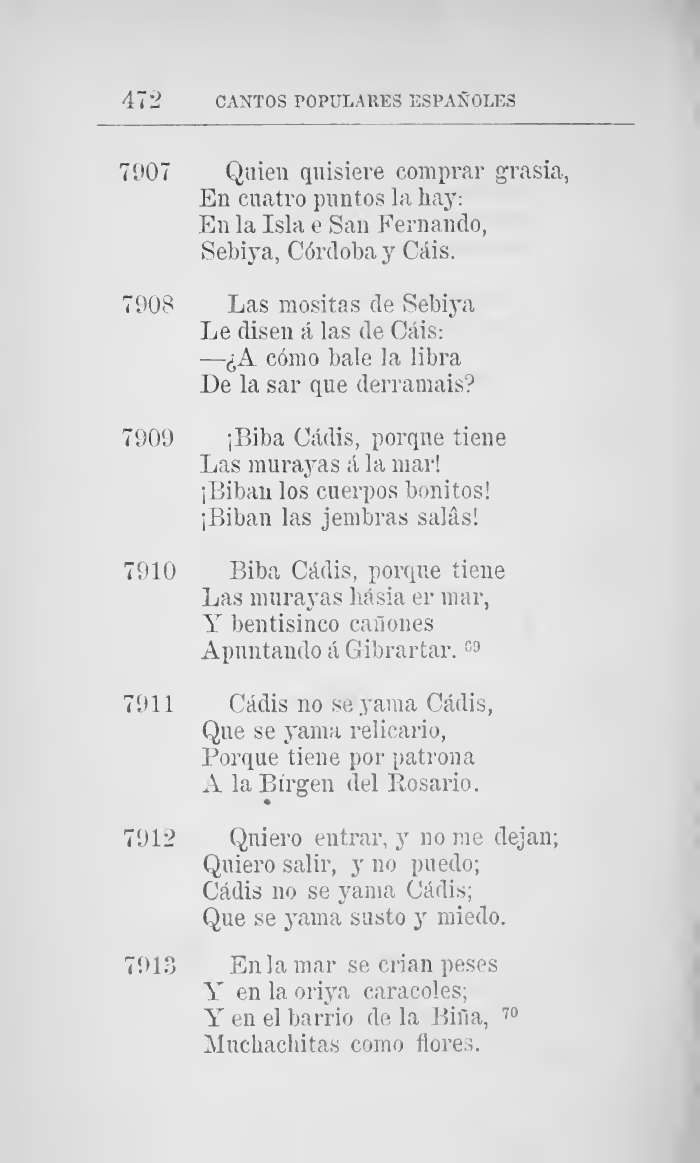 472 CANTOS POPULARES ESPAÑOLES
7907 Quien quisiere comprar grasia,
En cuatro puntos la hay:
En la Isla e San Fernando,
Sebiya, Córdoba y Cáis.
7908 Las mositas de Sebiya
Le disen á las de Cáis:
—¿A cómo bale la libra
De la sar que derramais?
7909 ¡Biba Cádis, porque tiene
Las murayas á la mar!
¡Biban los cuerpos bonitos!
¡Biban las jembras salâs!
7910 Biba Cádis, porque tiene
Las murayas hásia er mar,
Y bentisinco cañones
Apuntando á Gibrartar. 69
7911 Cádis no se yama Cádis,
Que se yama relicario,
Porque tiene por patrona
A la Bírgen del Rosario.
7912 Quiero entrar, y no me dejan;
Quiero salir, y no puedo;
Cádis no se yama Cádis;
Que se yama susto y miedo.
7913 En la mar se crian peses
Y en la oriya caracoles;
Y en el barrio de la Biña, 70
Muchachitas como flores.